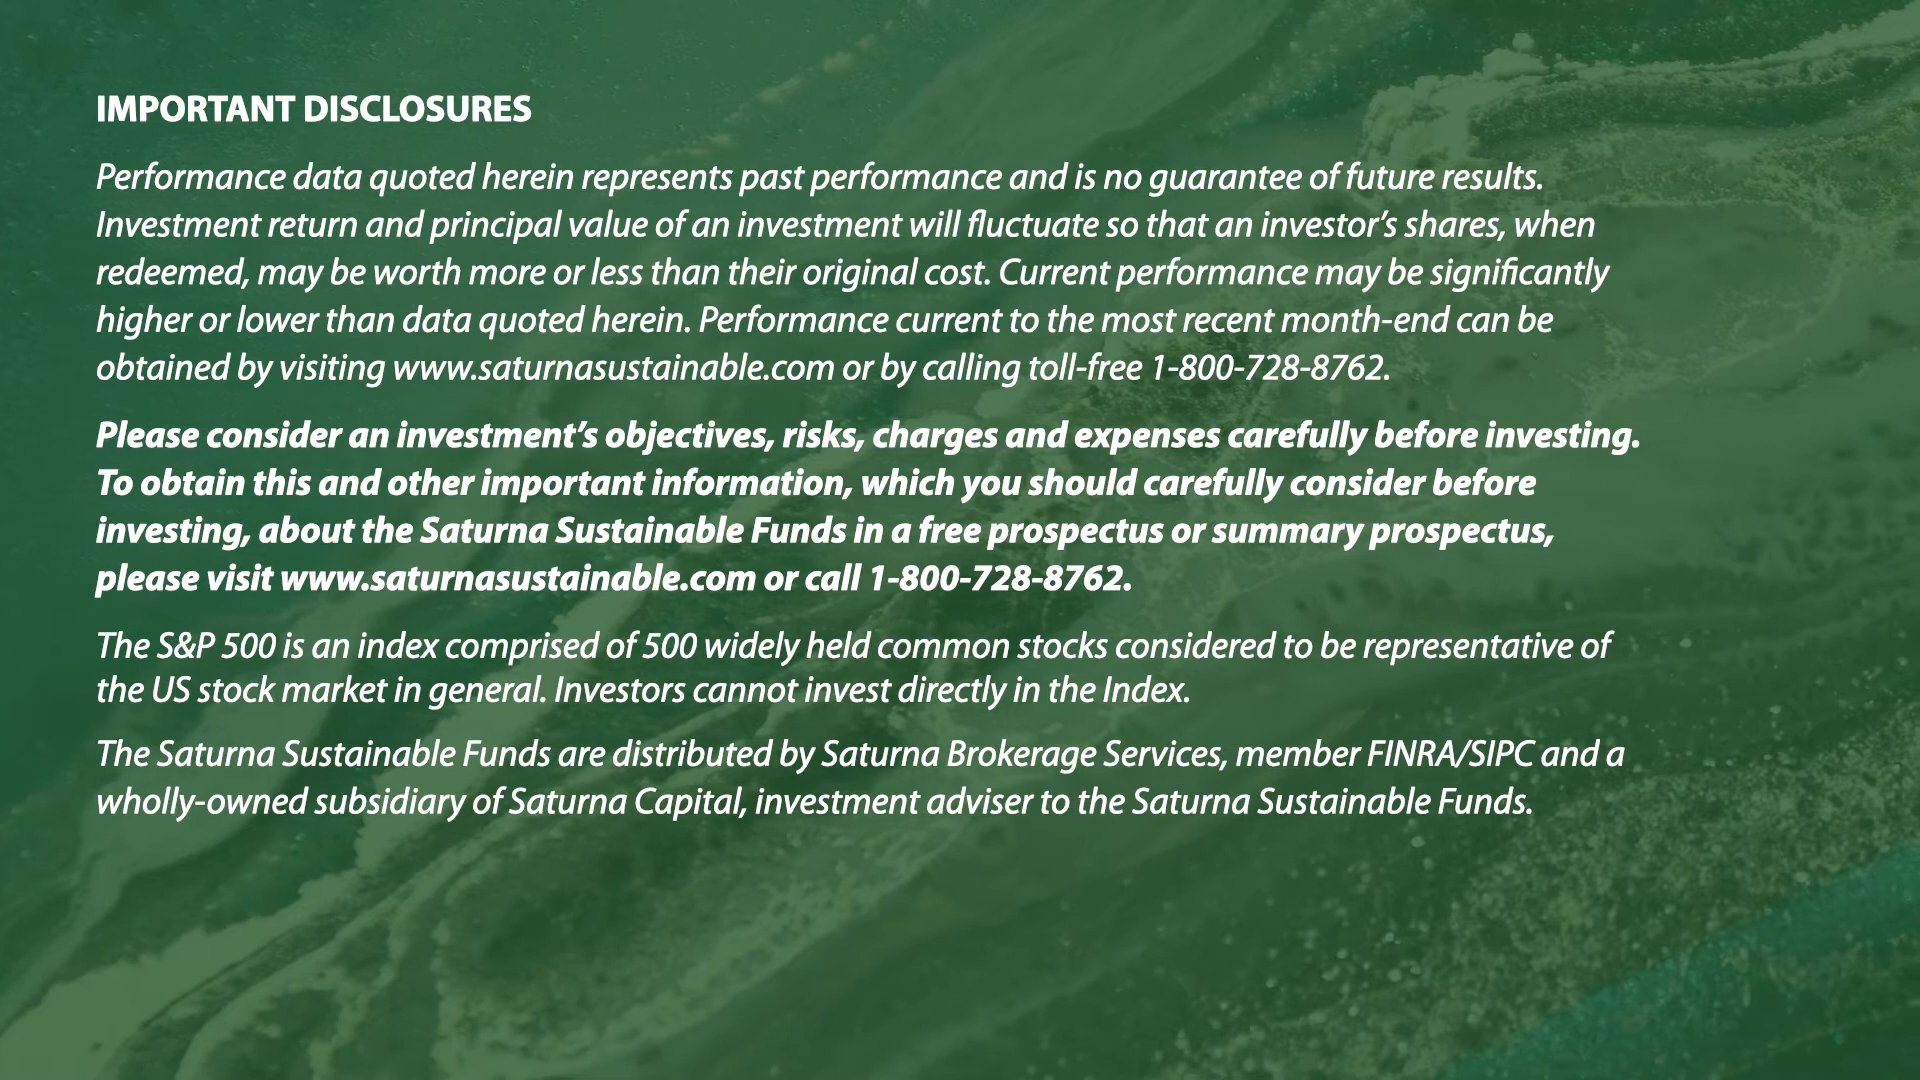 IMPORTANT DISCLOSURES
Performance data quoted herein represents past performance and is no guarantee of future results.
Investment return and principal value of an investment will fluctuate so that an investor’s shares, when
redeemed, may be worth more or less than their original cost. Current performance may be significantly
higher or lower than data quoted herein. Performance current to the most recent month-end can be
obtained by visiting www.saturnasustainable.com or by calling toll-free 1-800-728-8762.
Please consider an investment’s objectives, risks, charges and expenses carefully before investing.
To obtain this and other important information, which you should carefully consider before
investing, about the Saturna Sustainable Funds in a free prospectus or summary prospectus,
please visit www.saturnasustainable.com or call 1-800-728-8762.
The S&P 500 is an index comprised of 500 widely held common stocks considered to be representative of
the US stock market in general. Investors cannot invest directly in the Index.
The Saturna Sustainable Funds are distributed by Saturna Brokerage Services, member FINRA/SIPC and a
wholly-owned subsidiary of Saturna Capital, investment adviser to the Saturna Sustainable Funds.